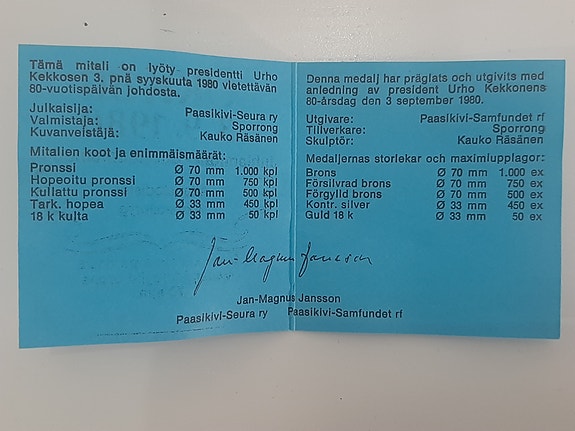 Tämä mitali on lyöty presidentti Urho
Kekkosen 3. pnä syyskuuta 1980 vietettävän
80-vuotispäivän johdosta.
Julkaisija: Paasikivi-Seura ry
Valmistaja: Sporrong
Kuvanveistäjä: Kauko Räsänen
Mitalien koot ja enimmäismäärät:
Pronssi Ø 70 mm 1.000 kpl
Hopeoitu pronssi Ø 70 mm 750 kpl
Kullattu pronssi Ø 70 mm 500 kpl
Tark. hopea Ø 33 mm 450 kpl
18 k kulta Ø 33 mm 50 kpl
Denna medalj har präglats och utgivits med
anledning av president Urho Kekkonens
80-årsdag den 3 september 1980.
Utgivare: Paasikivi-Samfundet rf
Tillverkare: Sporrong
Skulptör: Kauko Räsänen
Medaljernas storlekar och maximiupplagor:
Brons Ø 70 mm 1.000 ex
Försilvrad brons Ø 70 mm 750 ex
Förgylld brons Ø 70 mm 500 ex
Kontr. silver Ø 33 mm 450 ex
Guld 18 k Ø 33 mm 50 ex
Jan-Magnus Jansson
Jan-Magnus Jansson
Paasikivi-Seura ry Paasikivi-Samfundet rf